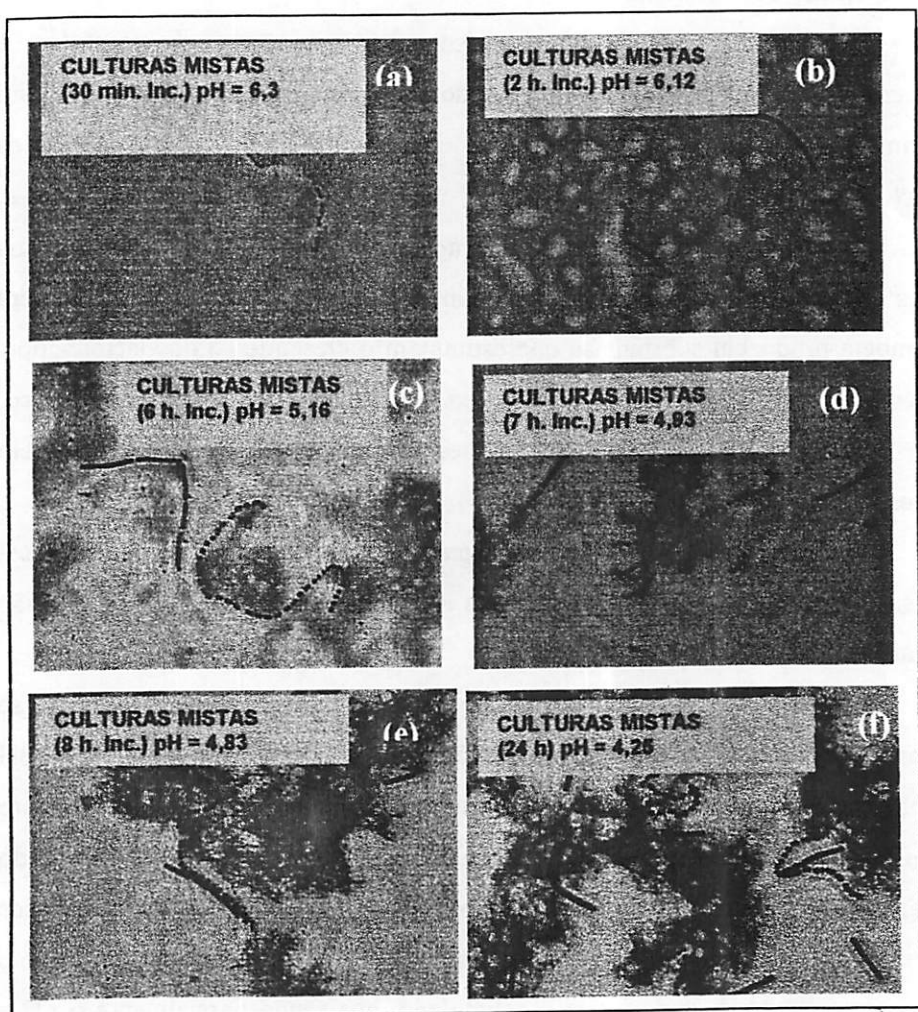 CULTURAS MISTAS
(30 min. Inc.) pH = 6,3
(a)
CULTURAS MISTAS
(2 h. Inc.) pH = 6,12
(b)
CULTURAS MISTAS
(6 h. Inc.) pH = 5,16
(c)
CULTURAS MISTAS
(7 h. Inc.) pH = 4,93
(d)
CULTURAS MISTAS
(8 h. Inc.) pH = 4,83
(e)
CULTURAS MISTAS
(24 h) pH = 4,25
(f)